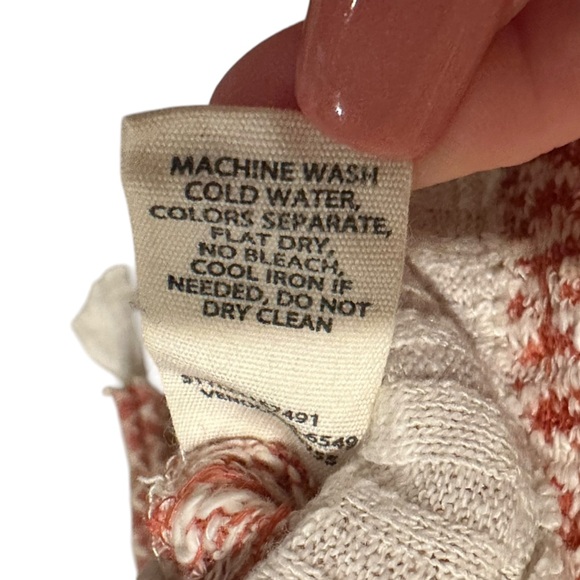 MACHINE WASH
COLD WATER,
COLORS SEPARATE,
FLAT DRY,
NO BLEACH,
COOL IRON IF
NEEDED, DO NOT
DRY CLEAN